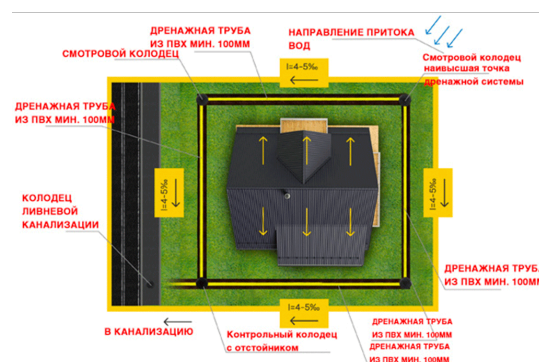 ДРЕНАЖНАЯ ТРУБА
ИЗ ПВХ МИН. 100ММ
НАПРАВЛЕНИЕ ПРИТОКА
ВОД
СМОТРОВОЙ КОЛОДЕЦ
Смотровой колодец
наивысшая точка
дренажной системы
I=4-5‰
ДРЕНАЖНАЯ ТРУБА
ИЗ ПВХ МИН. 100ММ
I=4-5‰
I=4-5‰
КОЛОДЕЦ
ЛИВНЕВОЙ
КАНАЛИЗАЦИИ
ДРЕНАЖНАЯ ТРУБА
ИЗ ПВХ МИН. 100ММ
I=4-5‰
В КАНАЛИЗАЦИЮ
Контрольный колодец
с отстойником
ДРЕНАЖНАЯ ТРУБА
ИЗ ПВХ МИН. 100ММ
ДРЕНАЖНАЯ ТРУБА
ИЗ ПВХ МИН. 100ММ